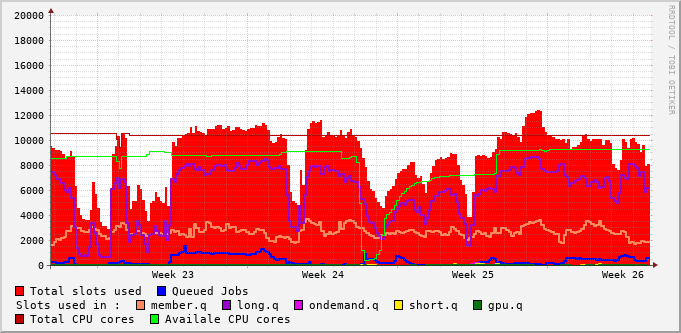 20000
18000
16000
14000
12000
10000
8000
6000
4000
2000
0
Week 23 Week 24 Week 25 Week 26
Total slots used Queued Jobs
Slots used in : member.q long.q ondemand.q short.q gpu.q
Total CPU cores Availale CPU cores
RRDTOOL / TOBI OETIKER